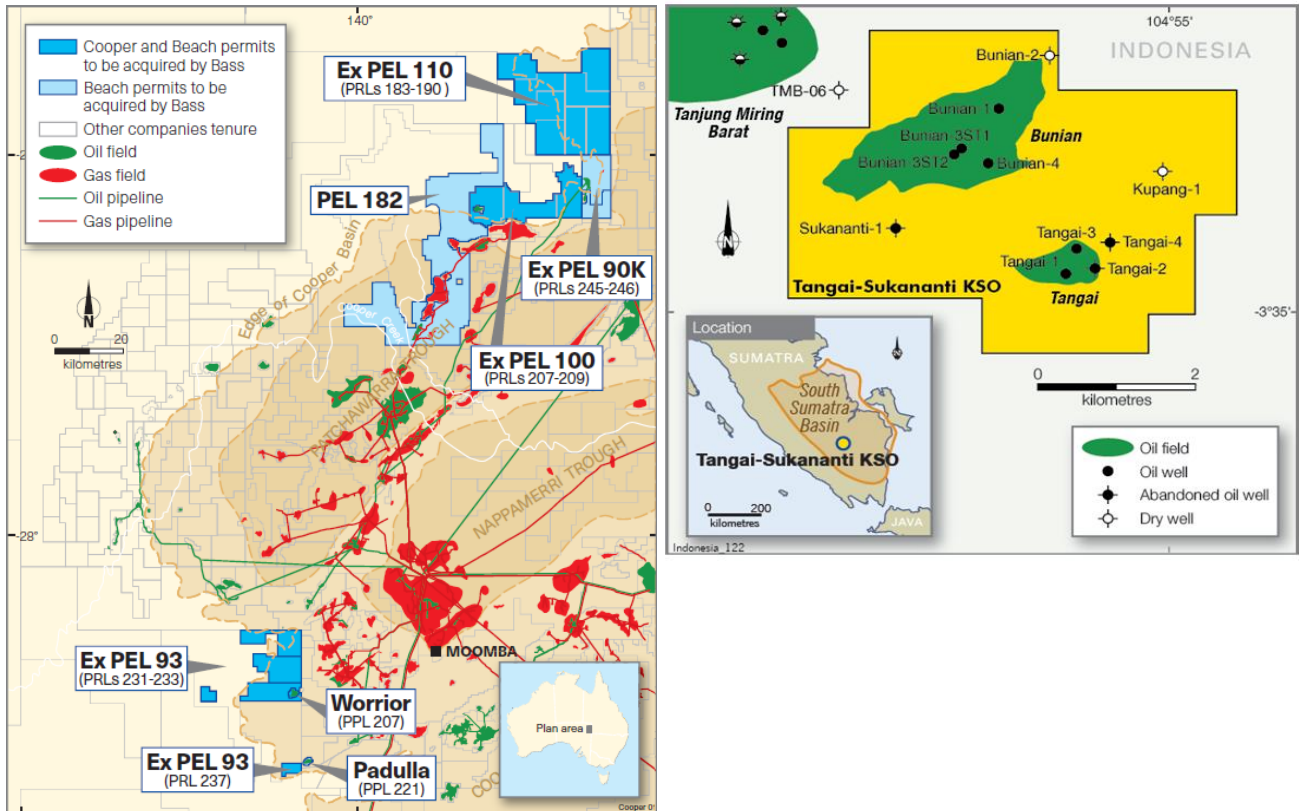 140°
Cooper and Beach permits
to be acquired by Bass
Beach permits to be
acquired by Bass
Other companies tenure
Oil field
Gas field
Oil pipeline
Gas pipeline
Ex PEL 110
(PRLs 183-190 )
PEL 182
Ex PEL 90K
(PRLs 245-246)
Ex PEL 100
(PRLs 207-209)
Edge of Cooper Basin
Cooper Creek
N
0 20
kilometres
PATCHAWARRA TROUGH
NAPPAMERRI TROUGH
-28°
MOOMBA
Ex PEL 93
(PRLs 231-233)
Worrior
(PPL 207)
Ex PEL 93
(PRL 237)
Padulla
(PPL 221)
Plan area
104°55'
INDONESIA
Bunian-2
TMB-06
Tanjung Miring
Barat
Bunian 1
Bunian
Bunian 3ST1
Bunian 3ST2
Bunian-4
Kupang-1
Sukananti-1
Tangai-3
Tangai-4
Tangai 1
Tangai-2
Tangai
Tangai-Sukananti KSO
N
-3°35'
0 2
kilometres
Location
SUMATRA
South
Sumatra
Basin
Tangai-Sukananti KSO
0 200
kilometres
JAVA
Oil field
Oil well
Abandoned oil well
Dry well
Indonesia_122